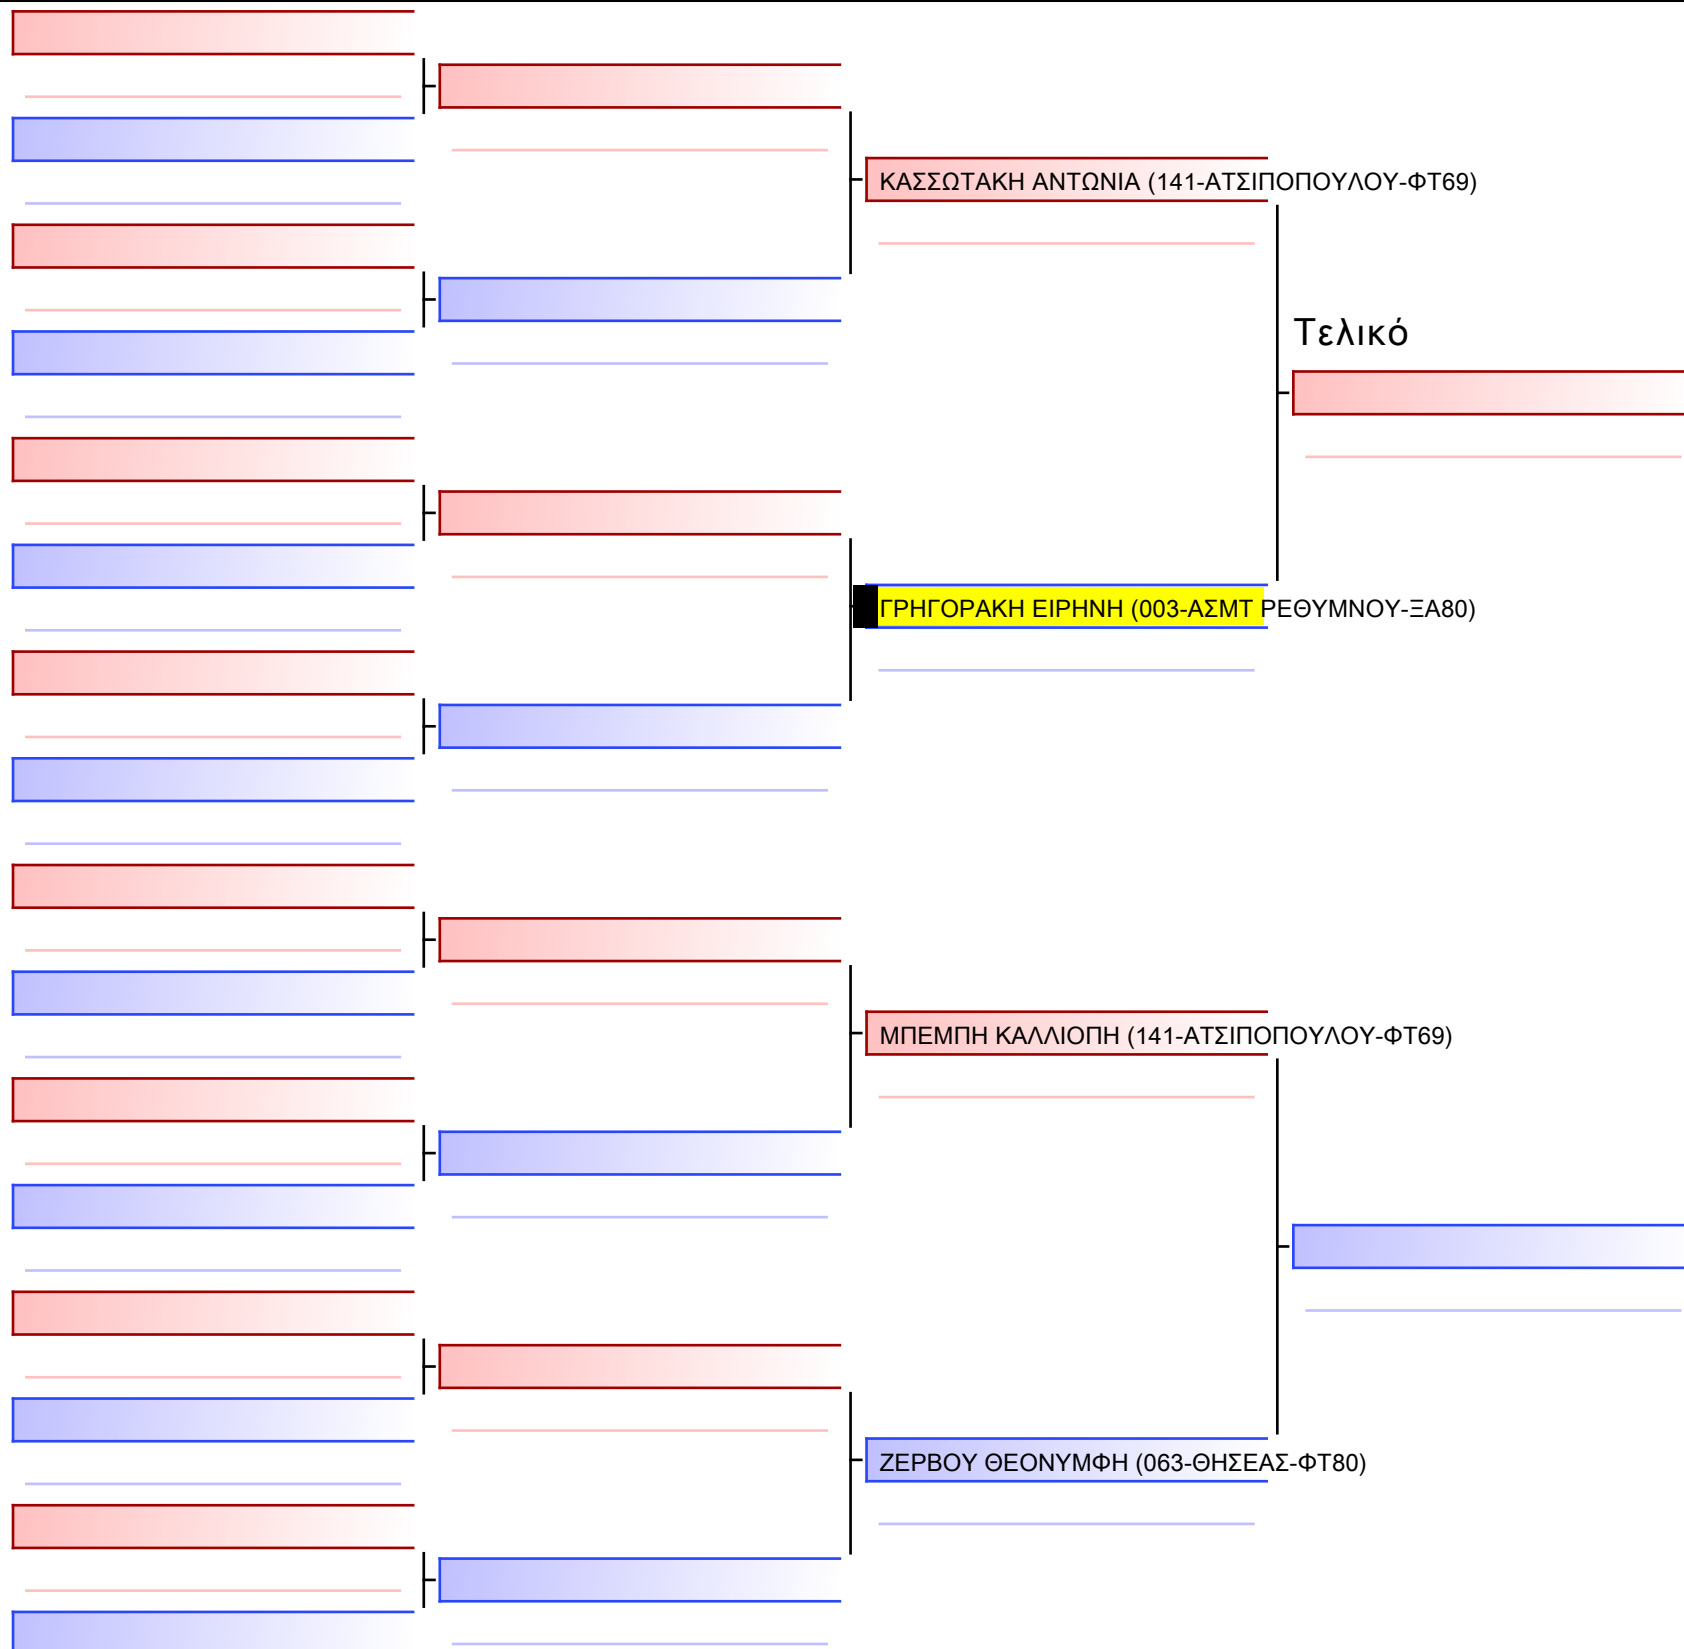 ΚΑΣΣΩΤΑΚΗ ΑΝΤΩΝΙΑ (141-ΑΤΣΙΠΟΠΟΥΛΟΥ-ΦΤ69)
Τελικό
ΓΡΗΓΟΡΑΚΗ ΕΙΡΗΝΗ (003-ΑΣΜΤ ΡΕΘΥΜΝΟΥ-ΞΑ80)
ΜΠΕΜΠΗ ΚΑΛΛΙΟΠΗ (141-ΑΤΣΙΠΟΠΟΥΛΟΥ-ΦΤ69)
ΖΕΡΒΟΥ ΘΕΟΝΥΜΦΗ (063-ΘΗΣΕΑΣ-ΦΤ80)